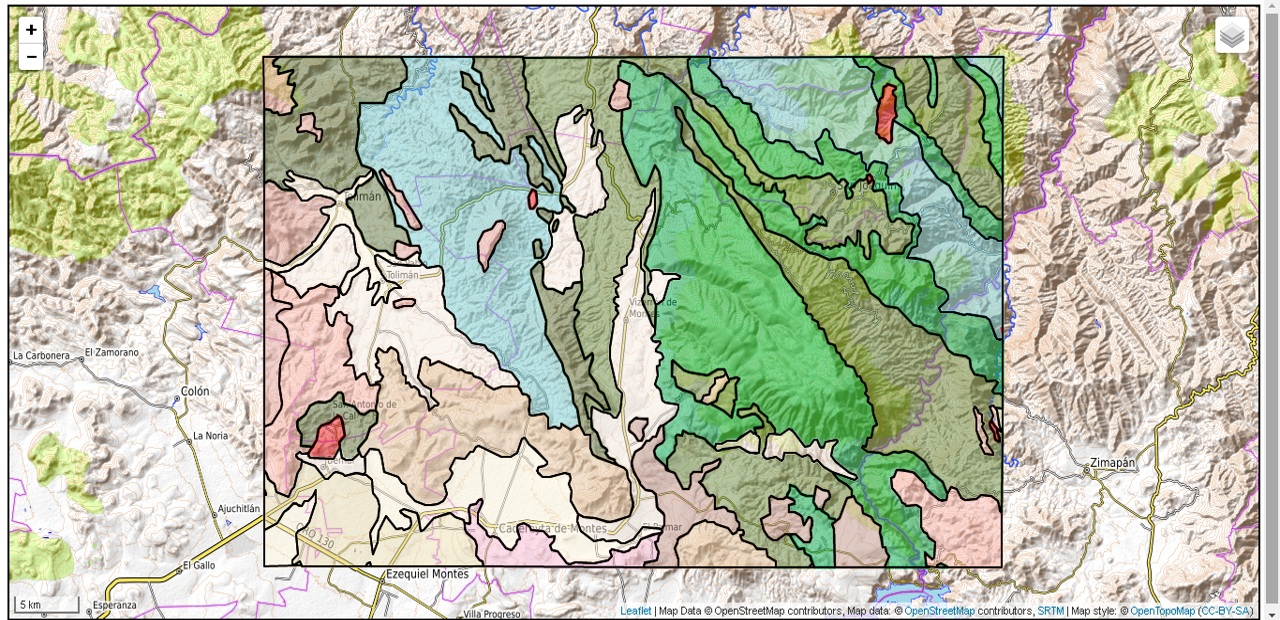 +
−
Tolimán
Vizarrón de
Montes
La Carbonera
El Zamorano
Colón
San Antonio de
Cal
La Noria
Zimapán
Ajuchitlán
QRO 130
Cadereyta de Montes
El Palmar
El Gallo
Ezequiel Montes
Esperanza
Villa Progreso
5 km
Leaflet | Map Data © OpenStreetMap contributors, Map data: © OpenStreetMap contributors, SRTM | Map style: © OpenTopoMap (CC-BY-SA)